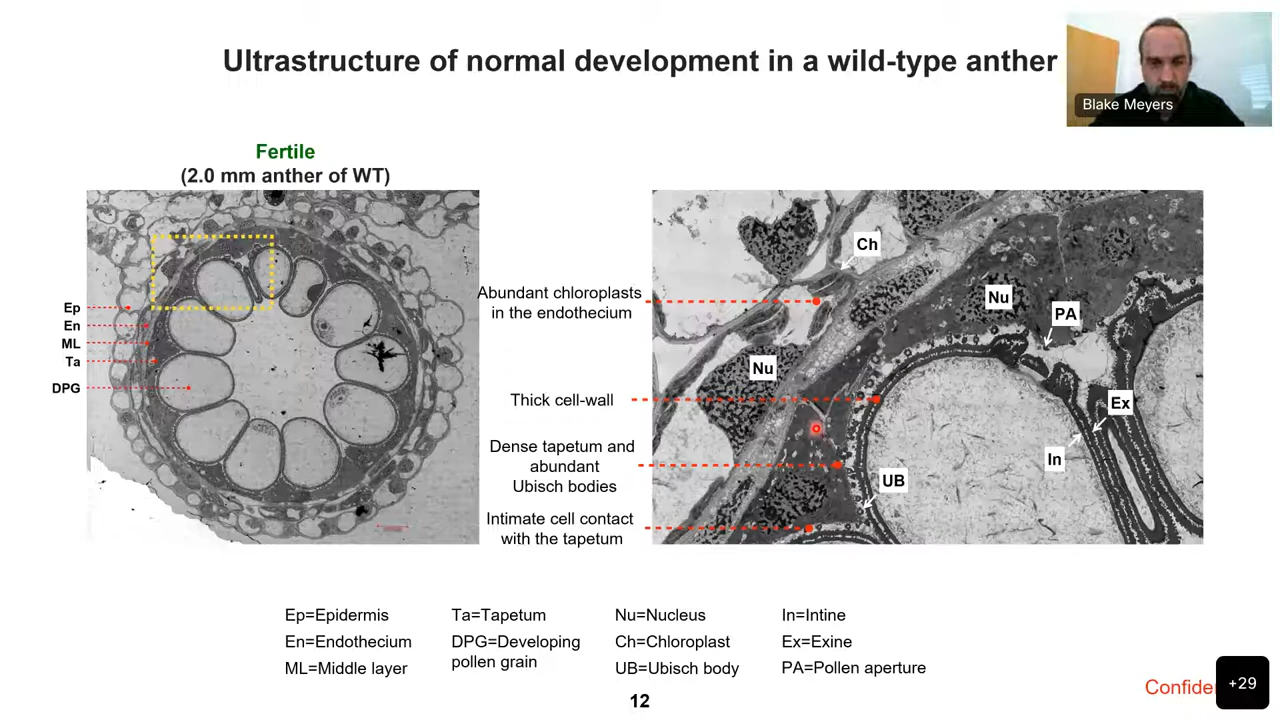 Ultrastructure of normal development in a wild-type anther
Blake Meyers
Fertile
(2.0 mm anther of WT)
Ep
En
ML
Ta
DPG
Abundant chloroplasts
in the endothecium
Thick cell-wall
Dense tapetum and
abundant
Ubisch bodies
Intimate cell contact
with the tapetum
Ch
Nu
PA
Nu
Ex
In
UB
Ep=Epidermis
En=Endothecium
ML=Middle layer
Ta=Tapetum
DPG=Developing
pollen grain
Nu=Nucleus
Ch=Chloroplast
UB=Ubisch body
In=Intine
Ex=Exine
PA=Pollen aperture
12
Confide
+29